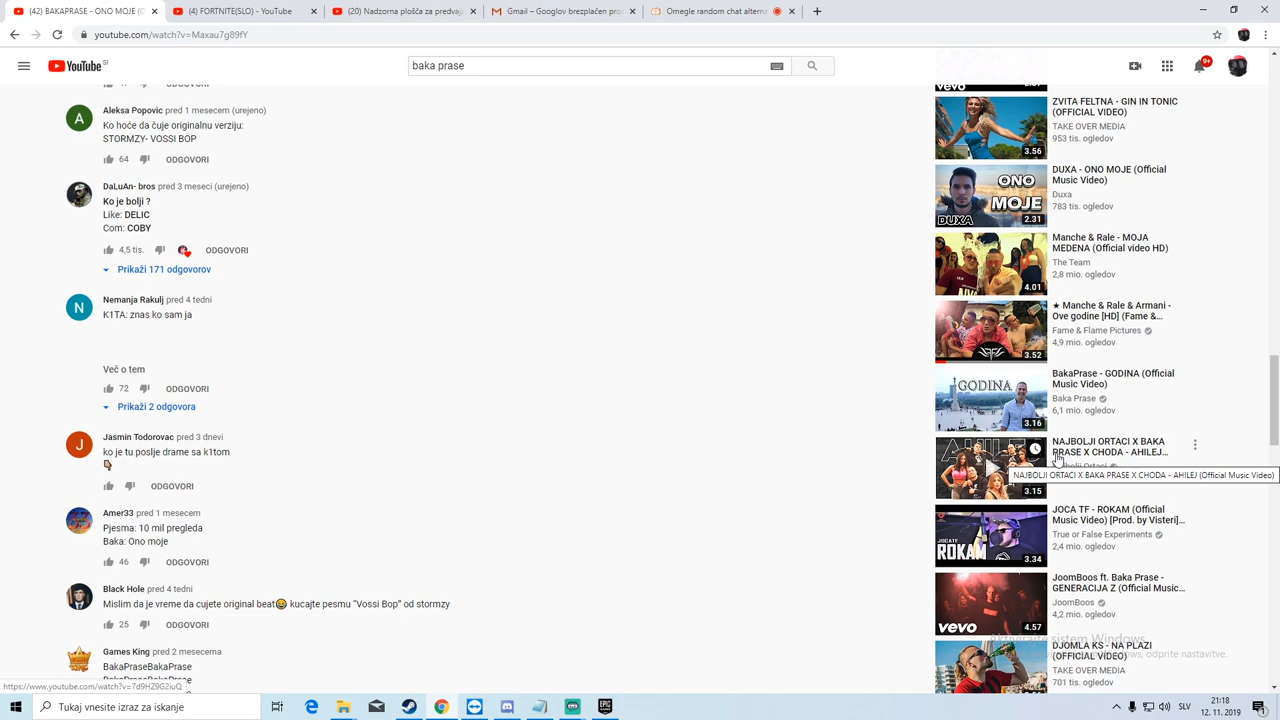 (42) BAKAPRASE - ONO MOJE (O
(26) FORTNITE(SLO) - YouTube
(20) Nadzorna plošča za predvaj
Gmail – Googlov brezplačen pro
Omegle random chat alterna
youtube.com/watch?v=Maxau7g89fY
YouTube SI
baka prase
9+
Aleksa Popovic pred 1 mesecem (urejeno)
Ko hoće da čuje originalnu verziju:
STORMZY- VOSSI BOP
64 ODGOVORI
DaLuAn- bros pred 3 meseci (urejeno)
Ko je bolji ?
Like: DELIC
Com: COBY
4,5 tis. ODGOVORI
Prikaži 171 odgovorov
N
Nemanja Rakulj pred 4 tedni
K1TA: znas ko sam ja
Več o tem
72 ODGOVORI
Prikaži 2 odgovora
J
Jasmin Todorovac pred 3 dnevi
ko je tu poslje drame sa k1tom
ODGOVORI
Amer33 pred 1 mesecem
Pjesma: 10 mil pregleda
Baka: Ono moje
46 ODGOVORI
Black Hole pred 4 tedni
Mislim da je vreme da cujete original beat😂 kucajte pesmu “Vossi Bop” od stormzy
25 ODGOVORI
Games King pred 2 mesecema
BakaPraseBakaPrase
https://www.youtube.com/watch?v=7d9HZ9G2iuQ
vevo
ZVITA FELTNA - GIN IN TONIC
(OFFICIAL VIDEO)
TAKE OVER MEDIA
953 tis. ogledov
3.56
DUXA - ONO MOJE (Official
Music Video)
Duxa
783 tis. ogledov
ONO
MOJE
DUXA
2.31
Manche & Rale - MOJA
MEDENA (Official video HD)
The Team
2,8 mio. ogledov
4.01
★ Manche & Rale & Armani -
Ove godine [HD] (Fame &...
Fame & Flame Pictures
4,9 mio. ogledov
3.52
BakaPrase - GODINA (Official
Music Video)
Baka Prase
6,1 mio. ogledov
GODINA
3.16
NAJBOLJI ORTACI X BAKA
PRASE X CHODA - AHILEJ...
NAJBOLJI ORTACI X BAKA PRASE X CHODA - AHILEJ (Official Music Video)
3.15
JOCA TF - ROKAM (Official
Music Video) [Prod. by Visteri]...
True or False Experiments
2,4 mio. ogledov
JOCATF
ROKAM
3.34
JoomBoos ft. Baka Prase -
GENERACIJA Z (Official Music...
JoomBoos
4,2 mio. ogledov
vevo
4.57
Aktivirajte sistem Windows
DJOMLA KS - NA PLAZI
(OFFICIAL VIDEO)
Windows, odprite nastavitve.
TAKE OVER MEDIA
701 tis. ogledov
Tukaj vnesite izraz za iskanje
EPIC
SLV
21:18
12. 11. 2019